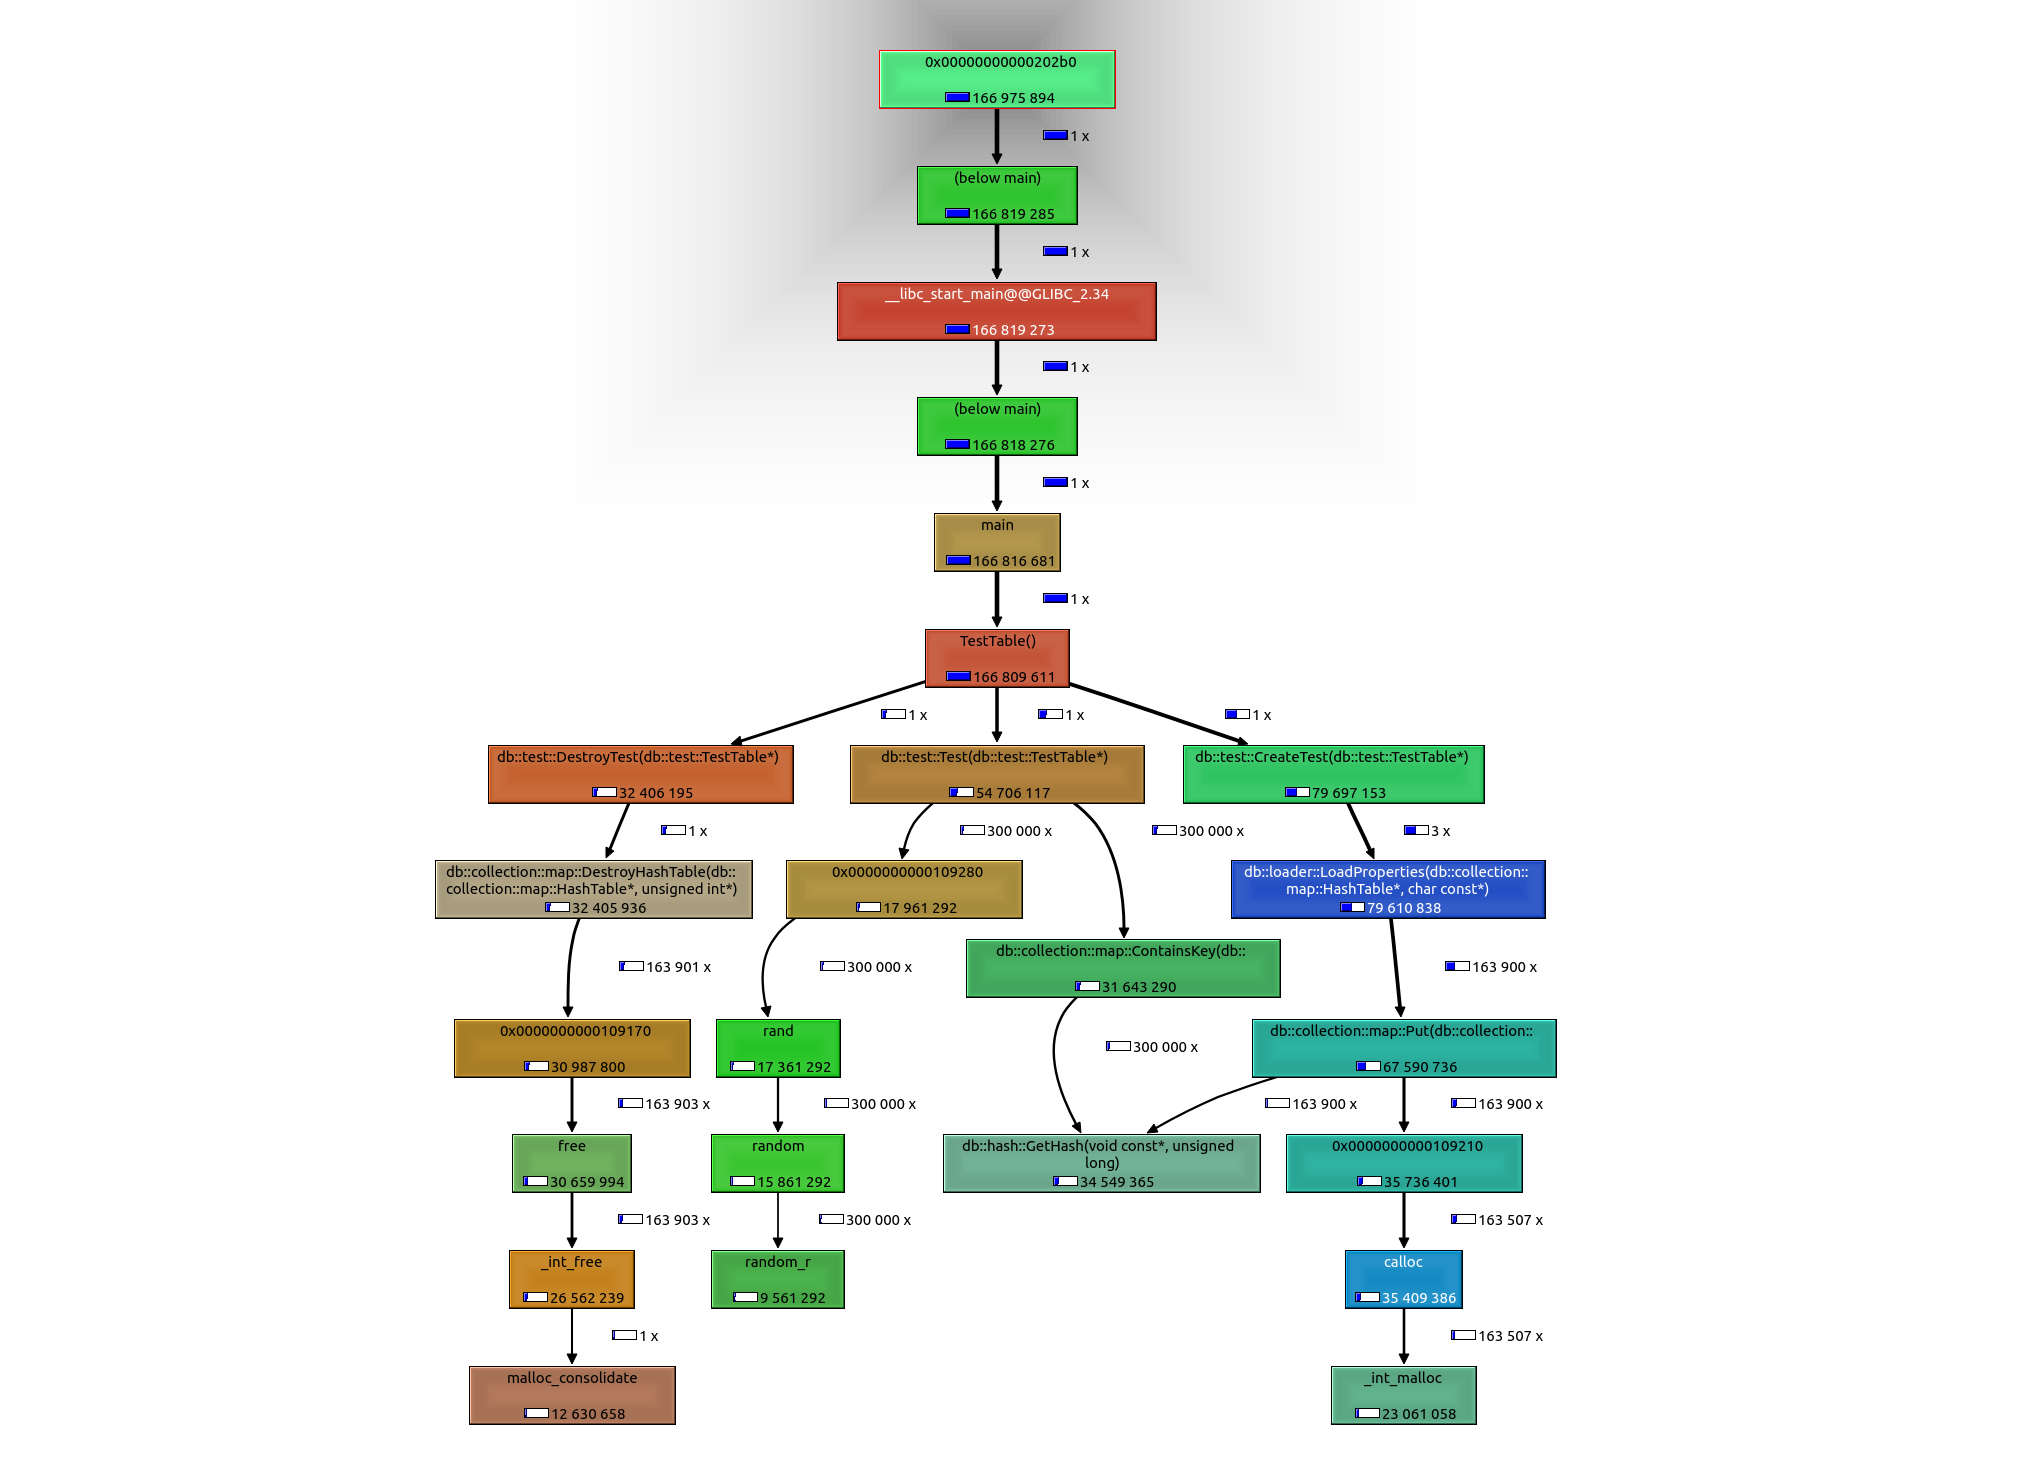 0x00000000000202b0
166 975 894
1 x
(below main)
166 819 285
1 x
__libc_start_main@@GLIBC_2.34
166 819 273
1 x
(below main)
166 818 276
1 x
main
166 816 681
1 x
TestTable()
166 809 611
1 x
1 x
1 x
db::test::DestroyTest(db::test::TestTable*)
32 406 195
db::test::Test(db::test::TestTable*)
54 706 117
db::test::CreateTest(db::test::TestTable*)
79 697 153
1 x
300 000 x
300 000 x
3 x
db::collection::map::DestroyHashTable(db::
collection::map::HashTable*, unsigned int*)
32 405 936
0x0000000000109280
17 961 292
db::loader::LoadProperties(db::collection::
map::HashTable*, char const*)
79 610 838
db::collection::map::ContainsKey(db::
31 643 290
163 901 x
300 000 x
163 900 x
0x0000000000109170
30 987 800
rand
17 361 292
300 000 x
db::collection::map::Put(db::collection::
67 590 736
163 903 x
300 000 x
163 900 x
163 900 x
free
30 659 994
random
15 861 292
db::hash::GetHash(void const*, unsigned
long)
34 549 365
0x0000000000109210
35 736 401
163 903 x
300 000 x
163 507 x
_int_free
26 562 239
random_r
9 561 292
calloc
35 409 386
1 x
163 507 x
malloc_consolidate
12 630 658
_int_malloc
23 061 058